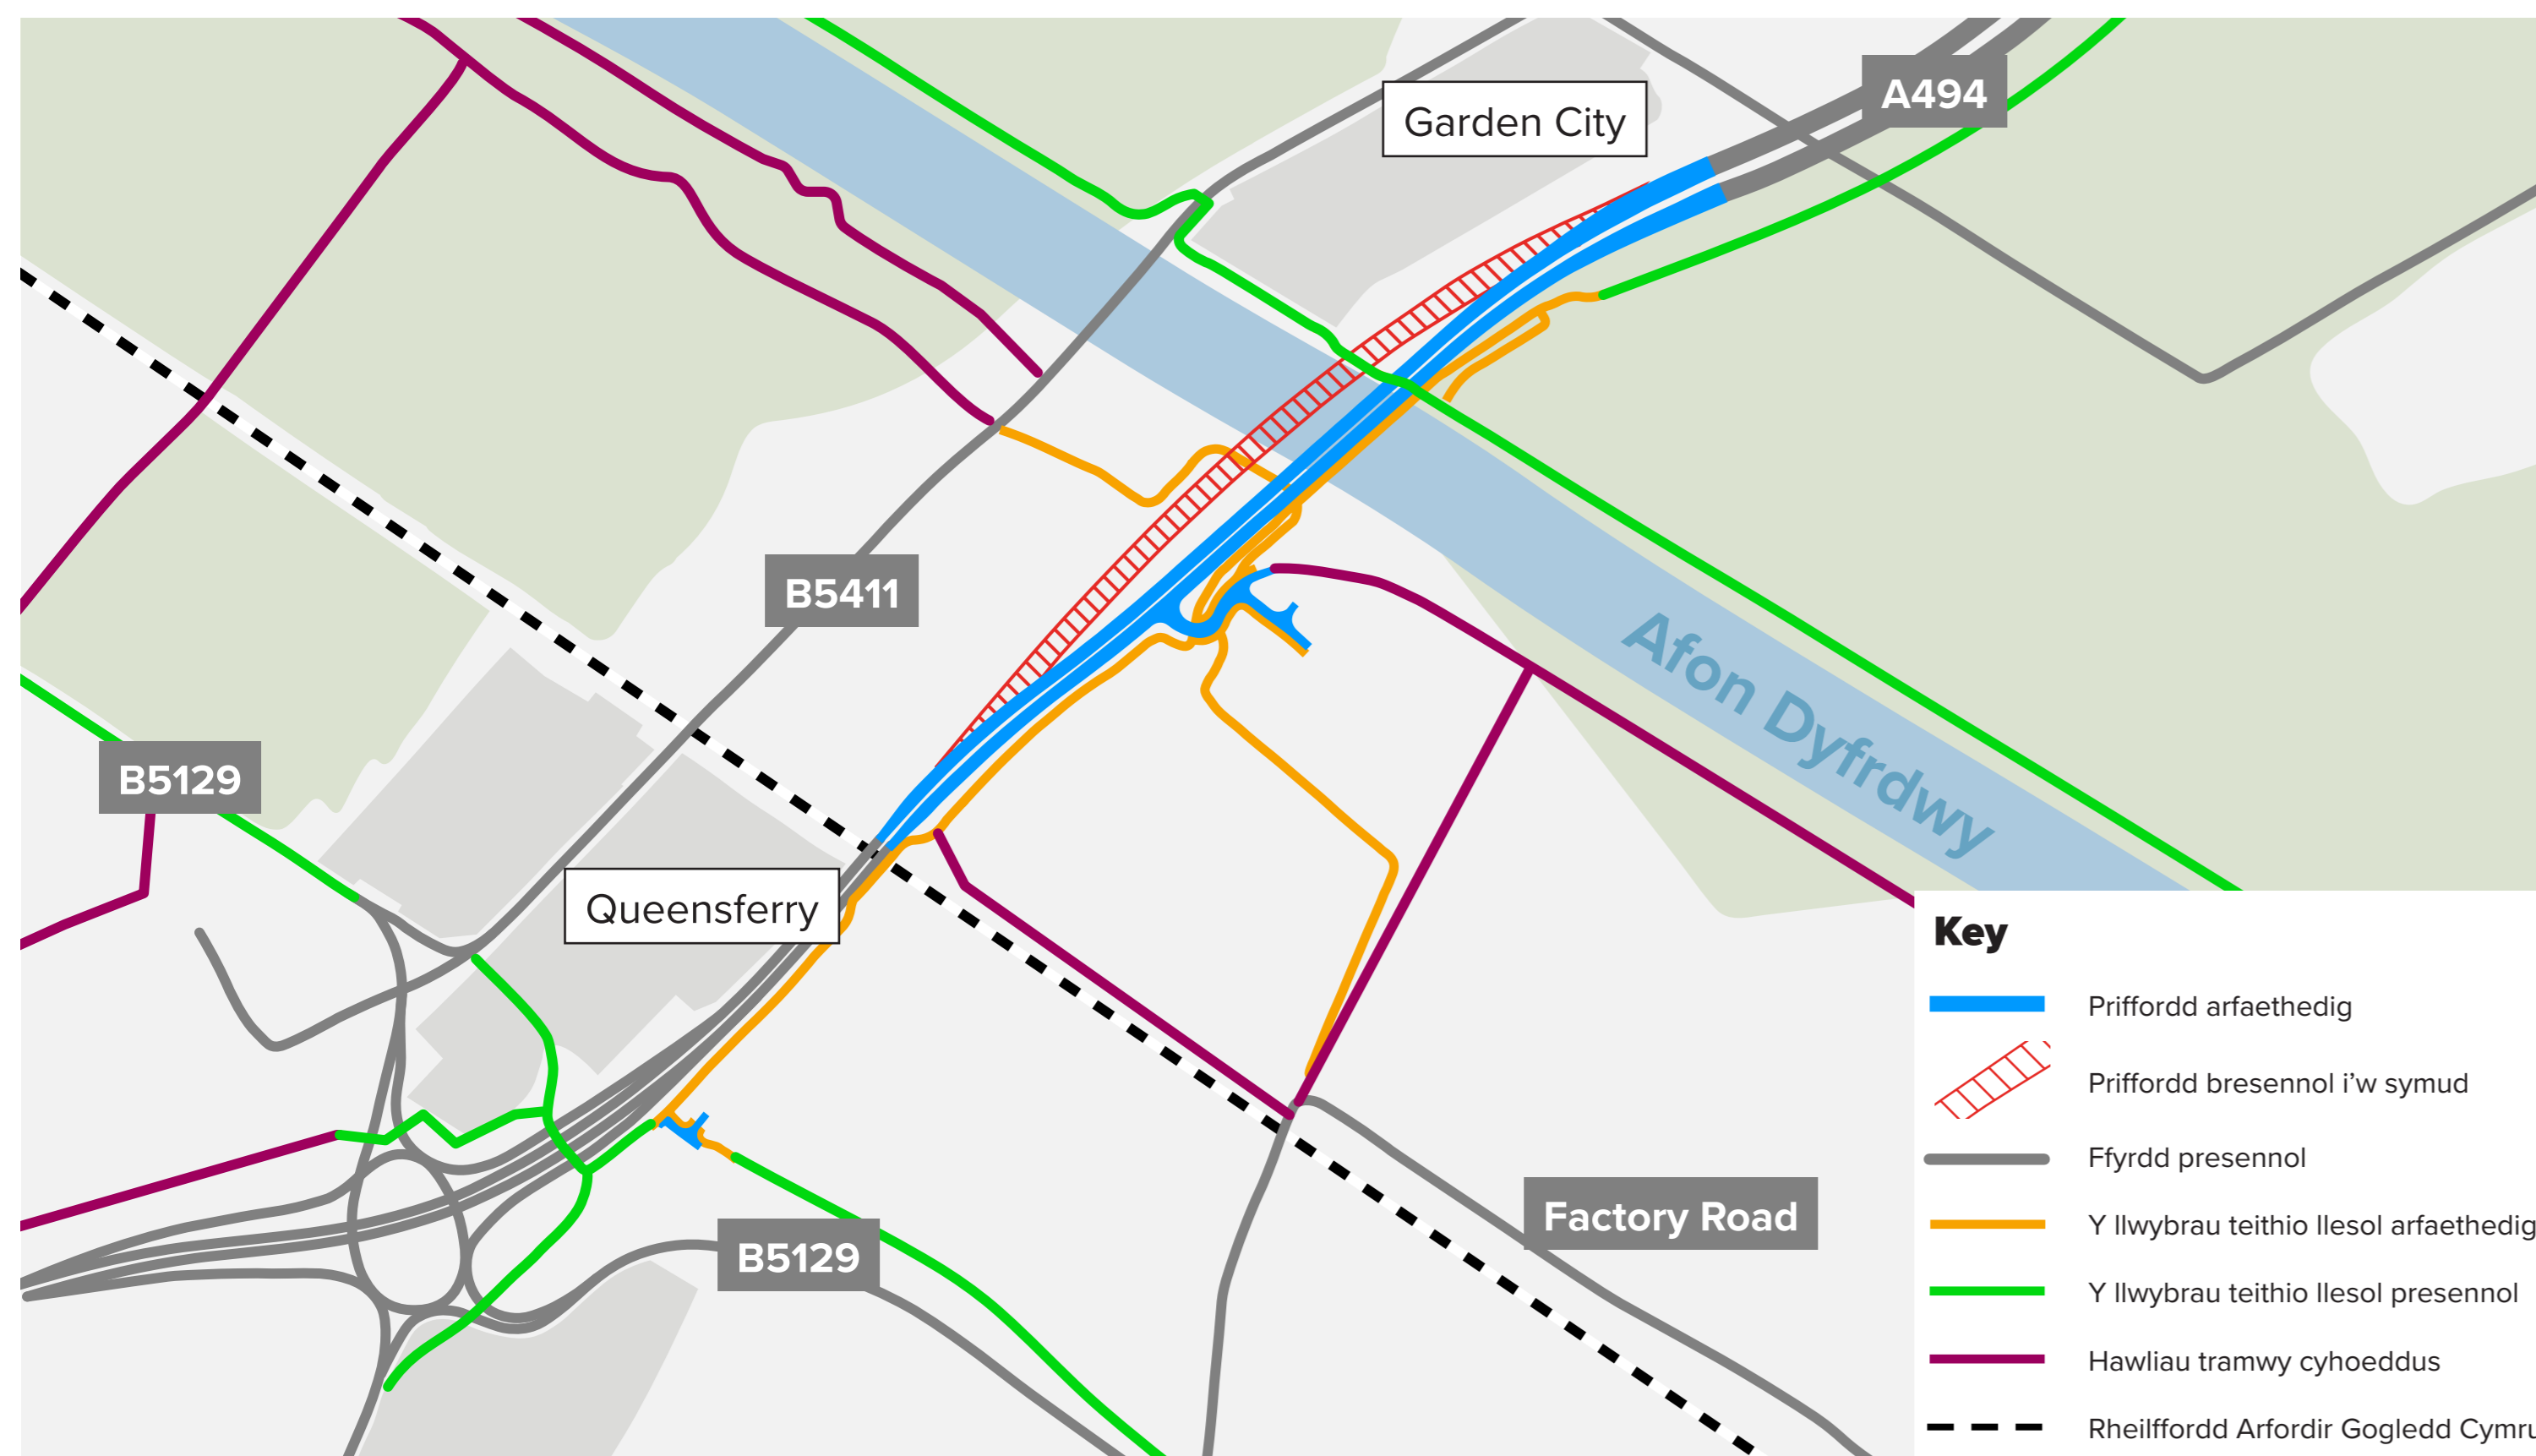 A494
Garden City
B5411
Afon Dyfrdwy
B5129
Queensferry
Factory Road
B5129
Key
Priffordd arfaethedig
Priffordd bresennol i’w symud
Ffyrdd presennol
Y llwybrau teithio llesol arfaethedig
Y llwybrau teithio llesol presennol
Hawliau tramwy cyhoeddus
Rheilffordd Arfordir Gogledd Cymru